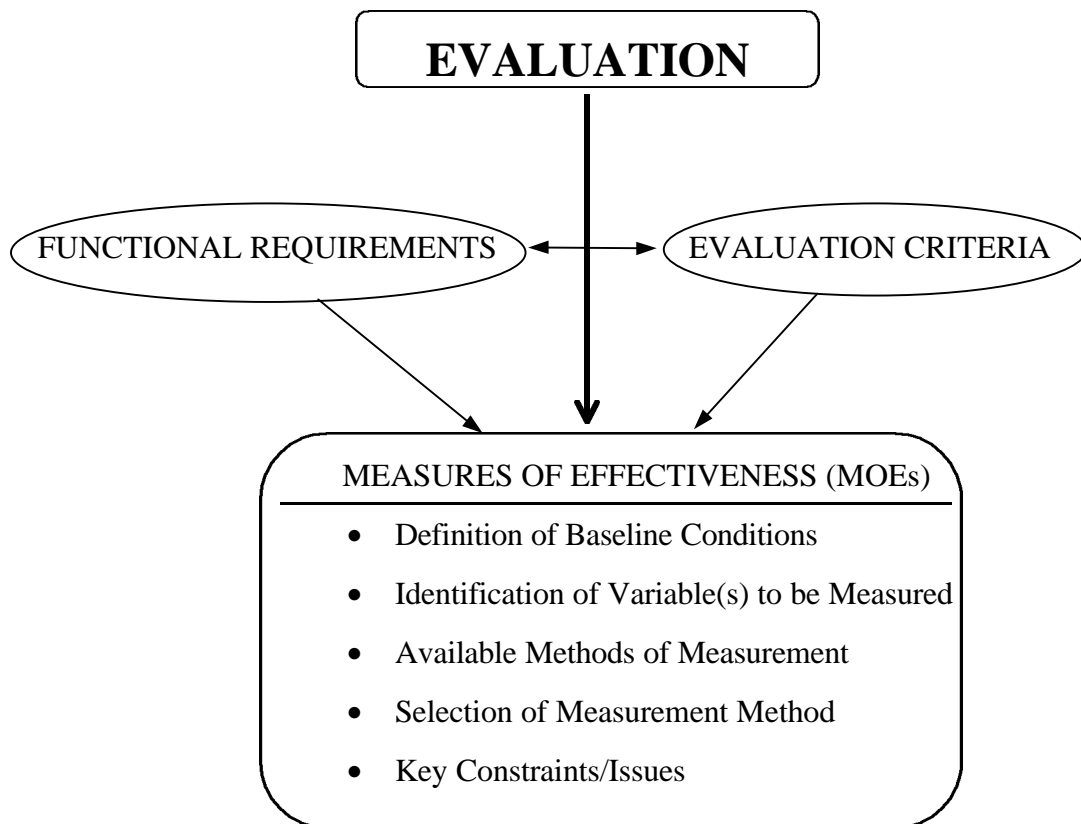 EVALUATION
FUNCTIONAL REQUIREMENTS
EVALUATION CRITERIA
MEASURES OF EFFECTIVENESS (MOEs)
• Definition of Baseline Conditions
• Identification of Variable(s) to be Measured
• Available Methods of Measurement
• Selection of Measurement Method
• Key Constraints/Issues